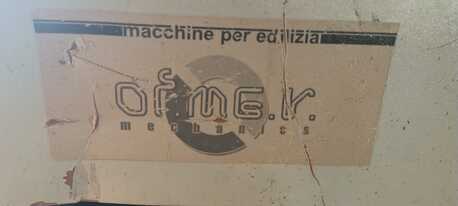 macchine per edilizia
OFMER.V.
mechanics